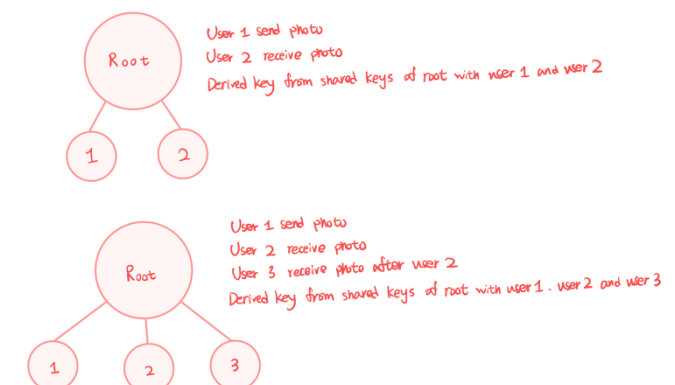 User 1 send photo
User 2 receive photo
Root
Derived key from shared keys of root with user 1 and user 2
1
2
User 1 send photo
User 2 receive photo
User 3 receive photo after user 2
Root
Derived key from shared keys of root with user 1. user 2 and user 3
1
2
3